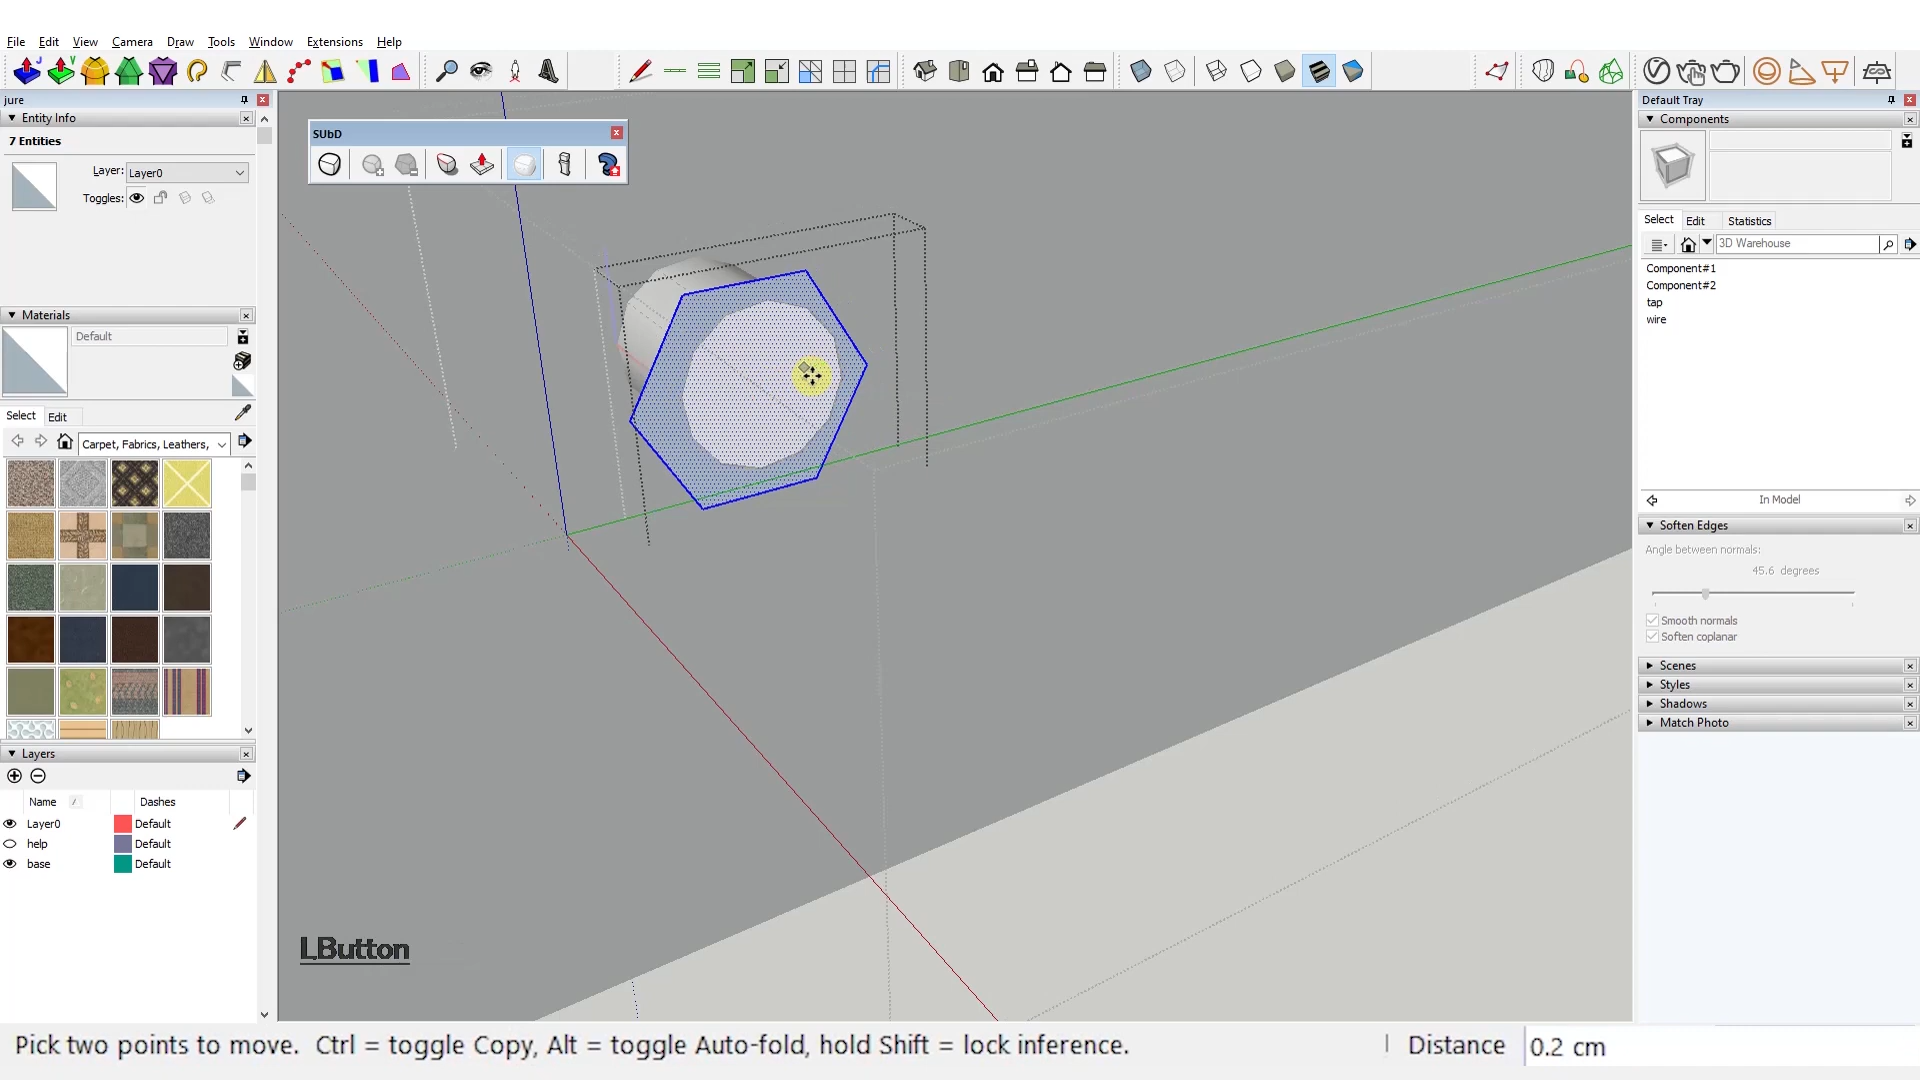 File Edit View Camera Draw Tools Window Extensions Help
jure
Entity Info
7 Entities
Layer: Layer0
Toggles:
Materials
Default
Select Edit
Carpet, Fabrics, Leathers,
Layers
Name Dashes
Layer0 Default
help Default
base Default
SUbD
LButton
Default Tray
Components
Select Edit Statistics
3D Warehouse
Component#1
Component#2
tap
wire
In Model
Soften Edges
Angle between normals:
45.6 degrees
Smooth normals
Soften coplanar
Scenes
Styles
Shadows
Match Photo
Pick two points to move. Ctrl = toggle Copy, Alt = toggle Auto-fold, hold Shift = lock inference.
Distance 0.2 cm